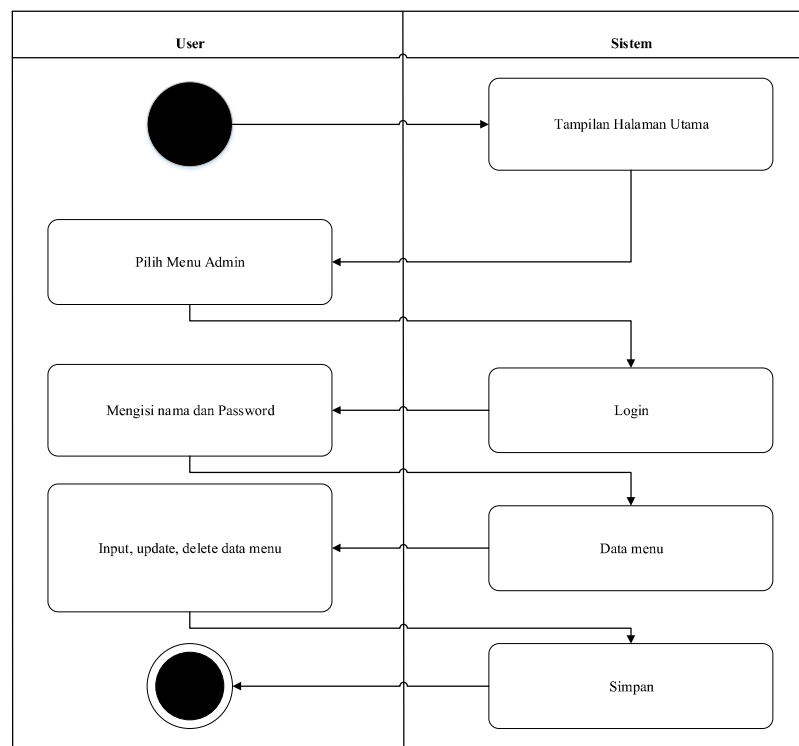 User
Sistem
Tampilan Halaman Utama
Pilih Menu Admin
Mengisi nama dan Password
Login
Input, update, delete data menu
Data menu
Simpan